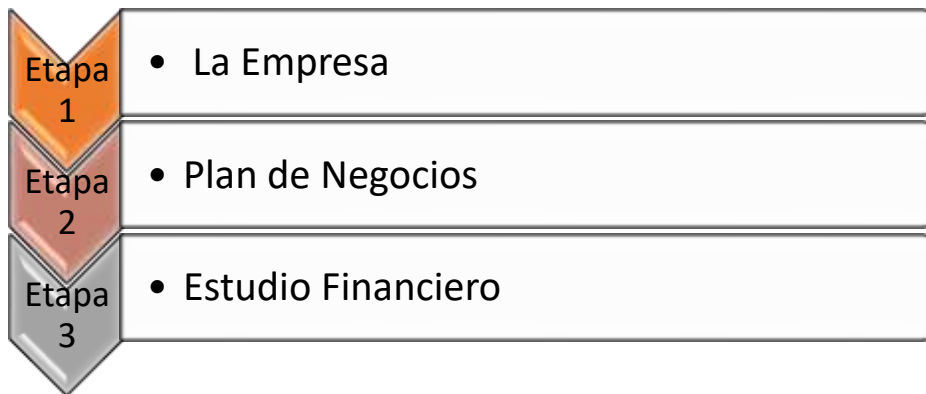 Etapa
1
• La Empresa
Etapa
2
• Plan de Negocios
Etapa
3
• Estudio Financiero